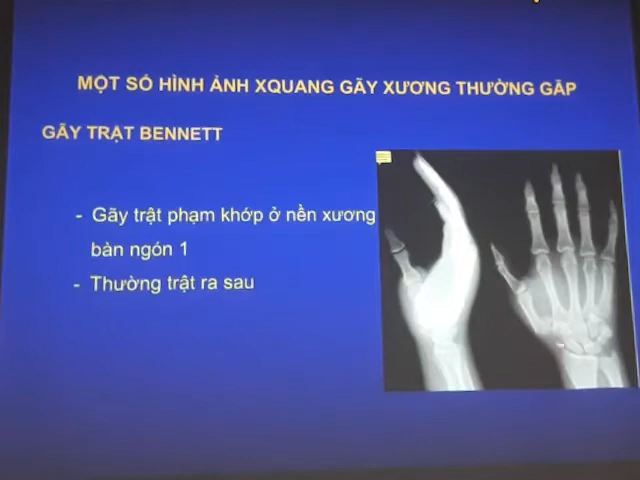 MỘT SỐ HÌNH ẢNH XQUANG GÃY XƯƠNG THƯỜNG GẶP
GÃY TRẬT BENNETT
- Gãy trật phạm khớp ở nền xương
bàn ngón 1
- Thường trật ra sau